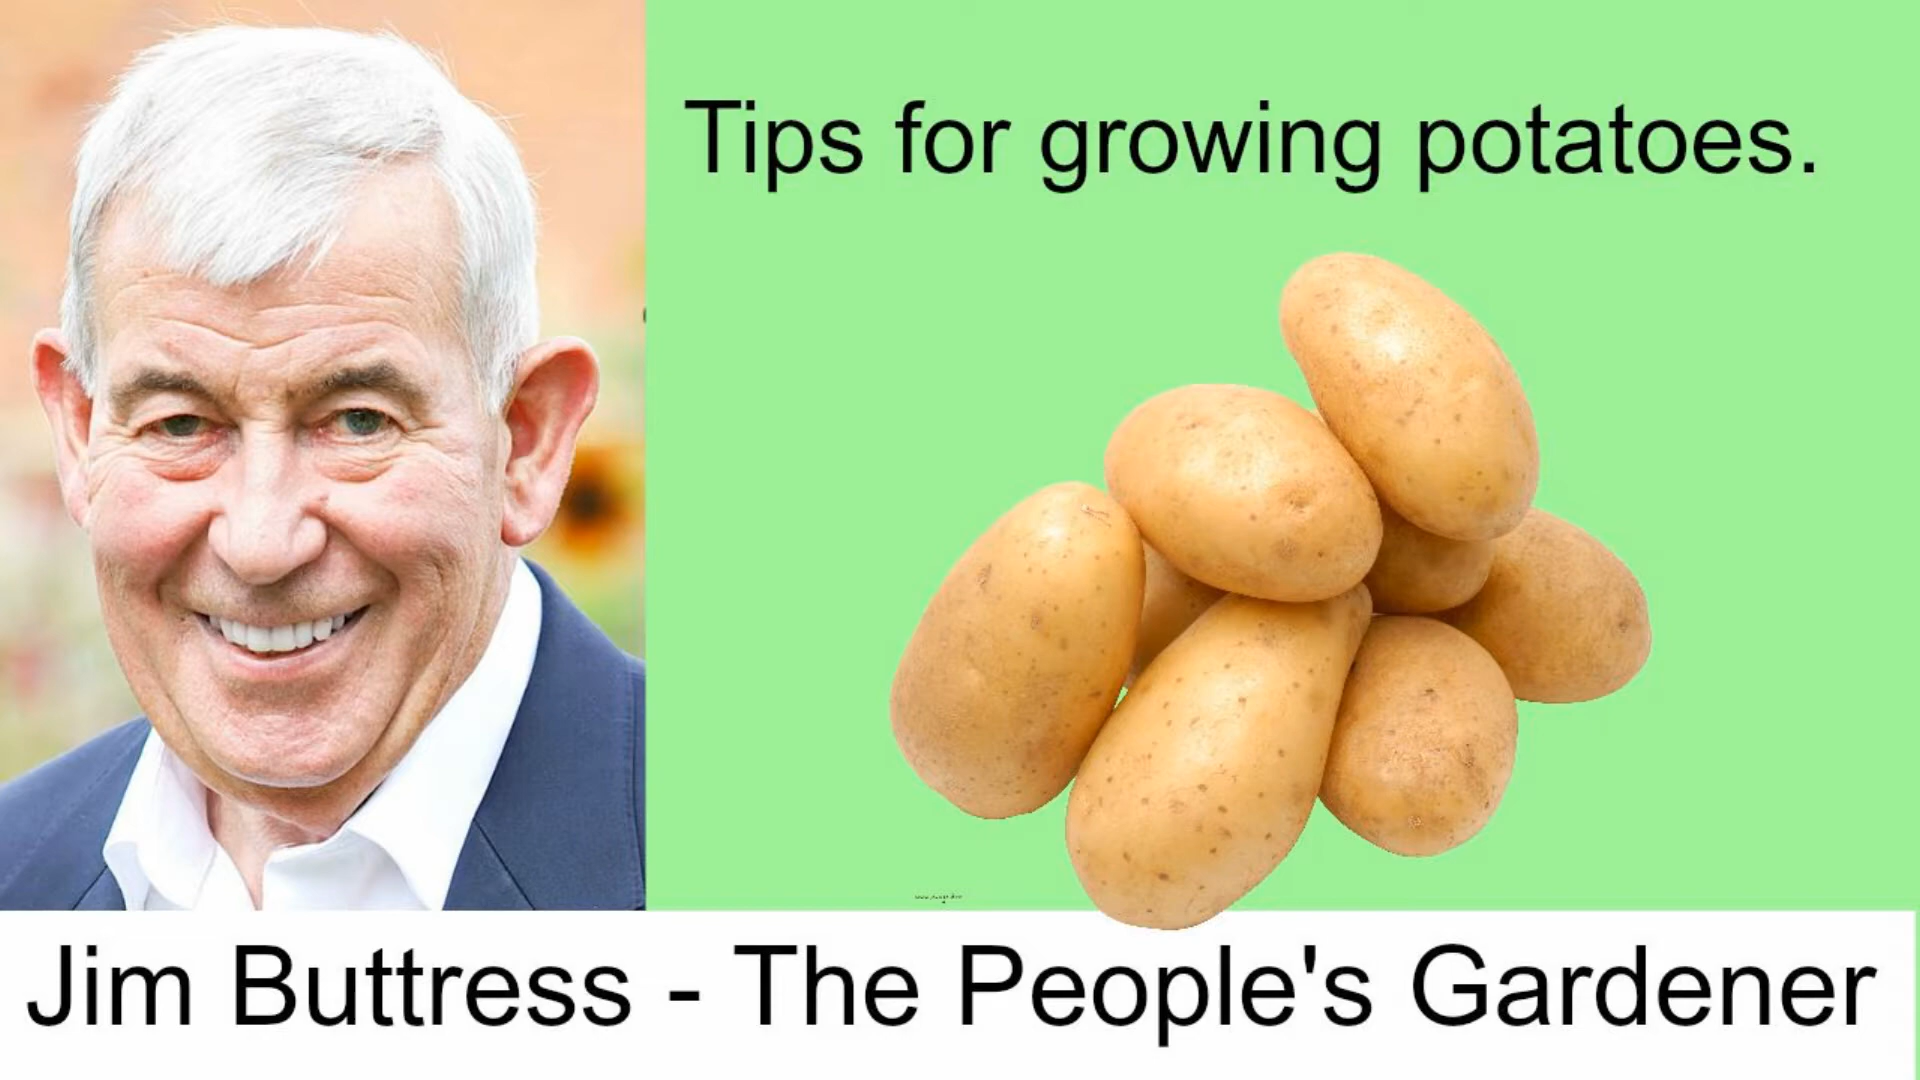 Tips for growing potatoes.
Jim Buttress - The People's Gardener